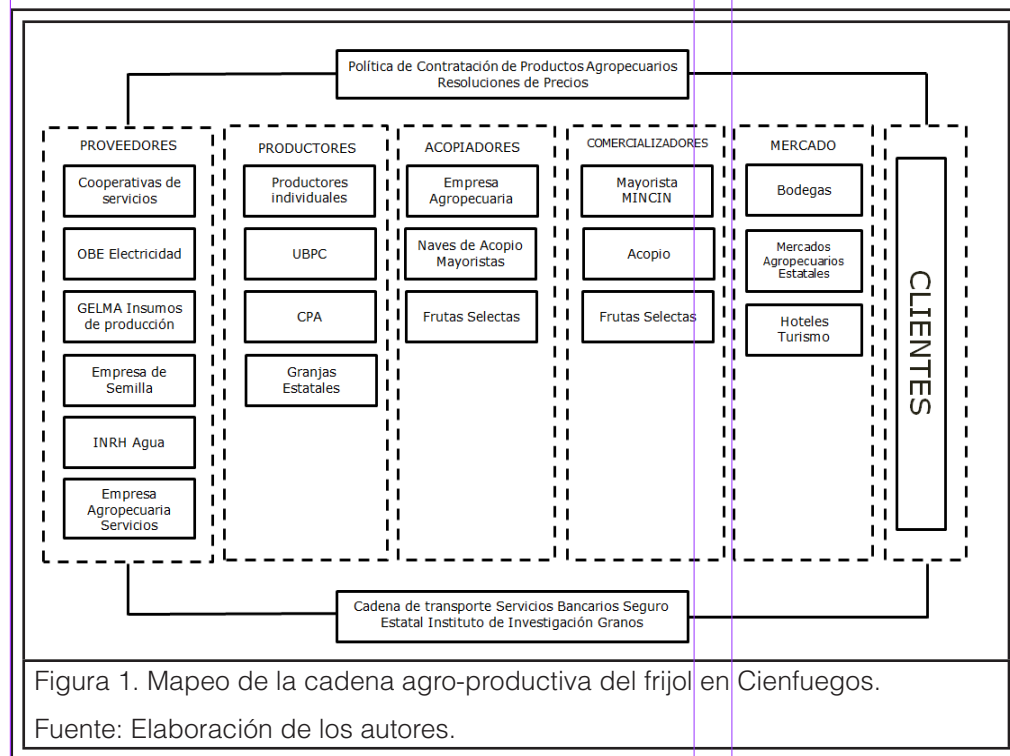 Política de Contratación de Productos Agropecuarios
Resoluciones de Precios
PROVEEDORES
Cooperativas de
servicios
OBE Electricidad
GELMA Insumos
de producción
Empresa de
Semilla
INRH Agua
Empresa
Agropecuaria
Servicios
PRODUCTORES
Productores
individuales
UBPC
CPA
Granjas
Estatales
ACOPIADORES
Empresa
Agropecuaria
Naves de Acopio
Mayoristas
Frutas Selectas
COMERCIALIZADORES
Mayorista
MINCIN
Acopio
Frutas Selectas
MERCADO
Bodegas
Mercados
Agropecuarios
Estatales
Hoteles
Turismo
CLIENTES
Cadena de transporte Servicios Bancarios Seguro
Estatal Instituto de Investigación Granos
Figura 1. Mapeo de la cadena agro-productiva del frijol en Cienfuegos.
Fuente: Elaboración de los autores.